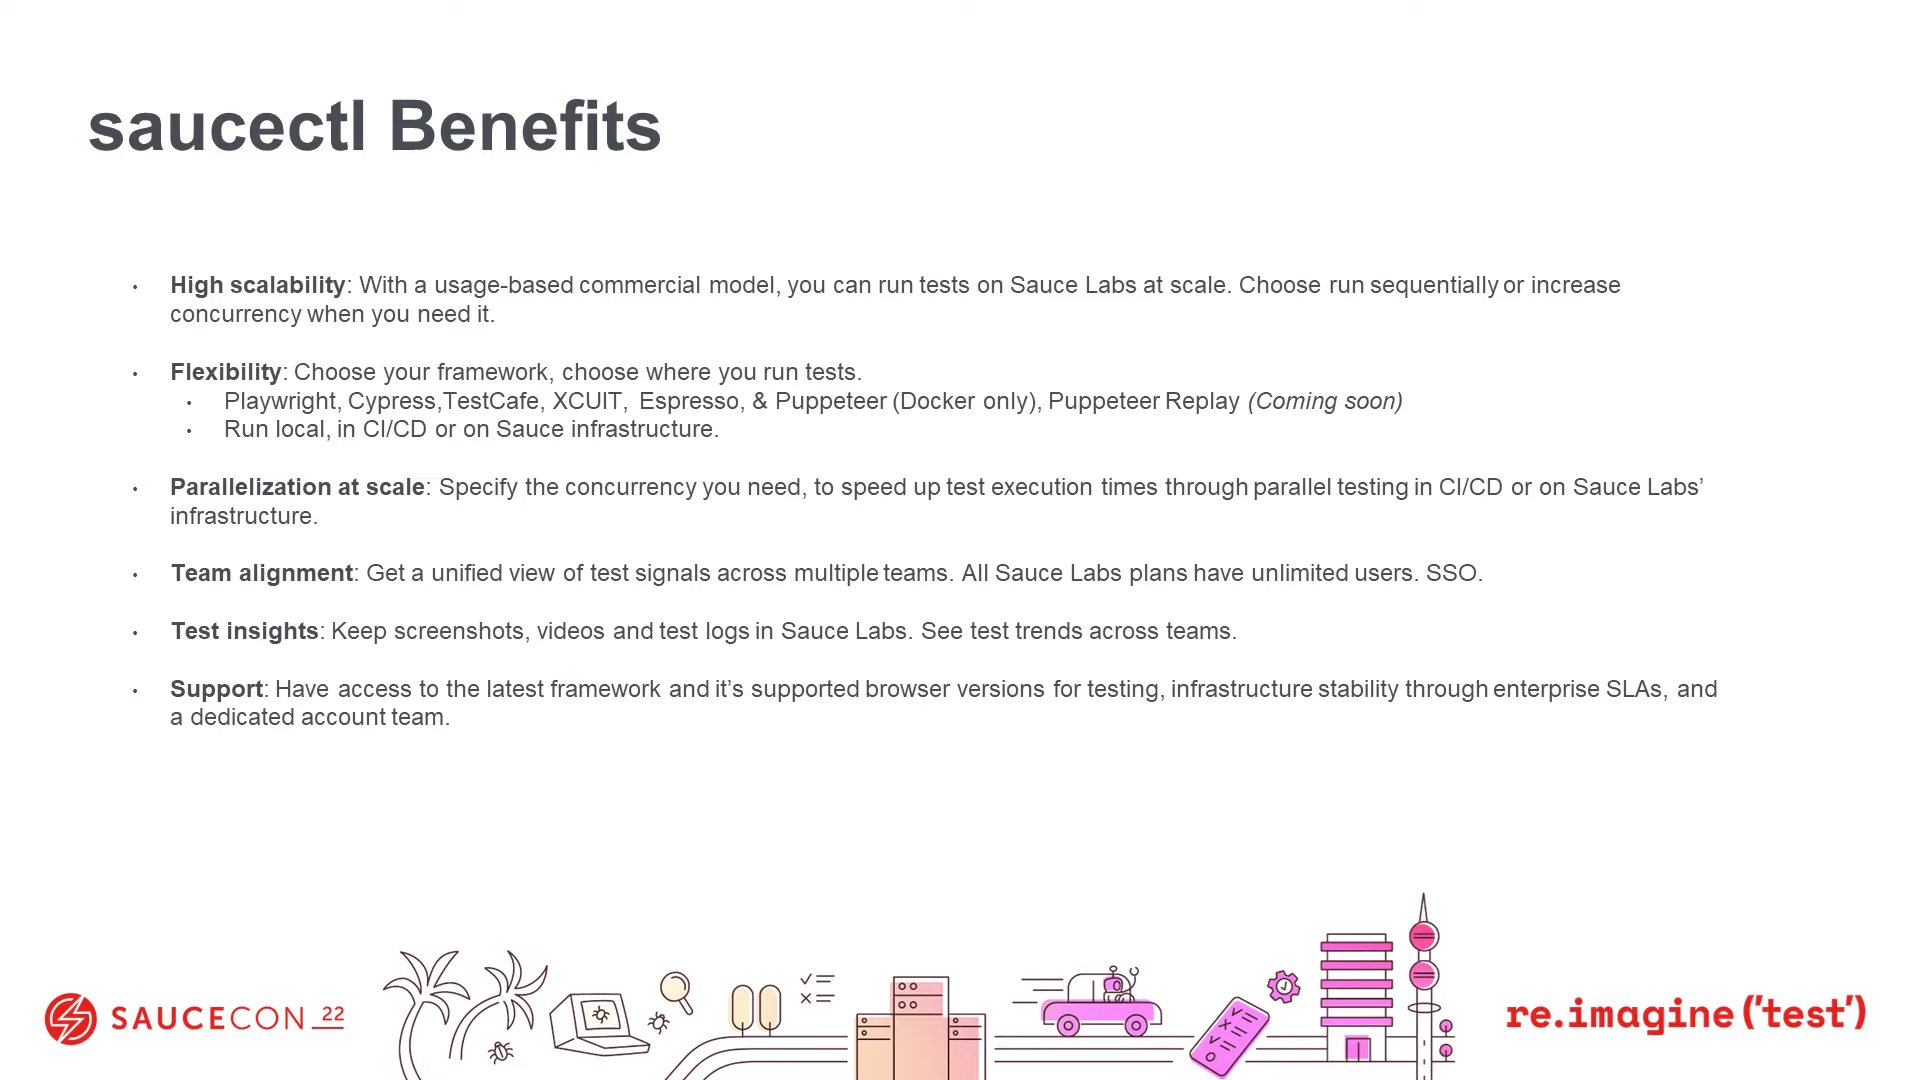 saucectl Benefits
• High scalability: With a usage-based commercial model, you can run tests on Sauce Labs at scale. Choose run sequentially or increase
concurrency when you need it.
• Flexibility: Choose your framework, choose where you run tests.
• Playwright, Cypress,TestCafe, XCUIT, Espresso, & Puppeteer (Docker only), Puppeteer Replay (Coming soon)
• Run local, in CI/CD or on Sauce infrastructure.
• Parallelization at scale: Specify the concurrency you need, to speed up test execution times through parallel testing in CI/CD or on Sauce Labs’
infrastructure.
• Team alignment: Get a unified view of test signals across multiple teams. All Sauce Labs plans have unlimited users. SSO.
• Test insights: Keep screenshots, videos and test logs in Sauce Labs. See test trends across teams.
• Support: Have access to the latest framework and it’s supported browser versions for testing, infrastructure stability through enterprise SLAs, and
a dedicated account team.
SAUCECON 22
re.imagine('test')